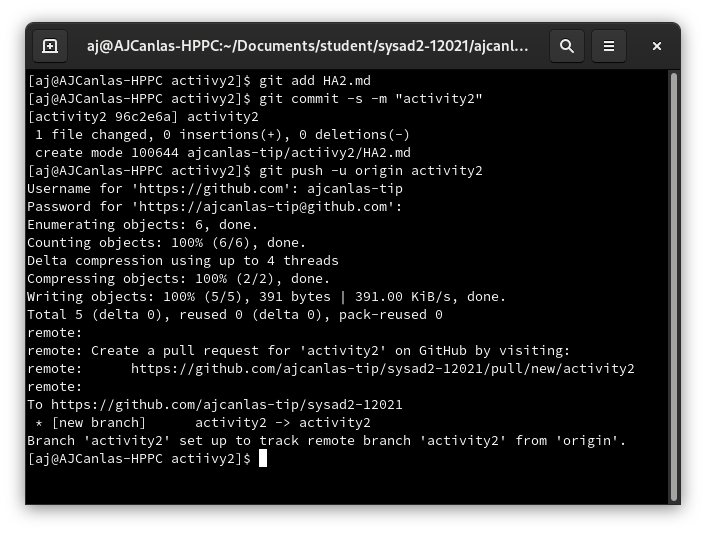 aj@AJCanlas-HPPC:~/Documents/student/sysad2-12021/ajcanl...
[aj@AJCanlas-HPPC actiivy2]$ git add HA2.md
[aj@AJCanlas-HPPC actiivy2]$ git commit -s -m "activity2"
[activity2 96c2e6a] activity2
 1 file changed, 0 insertions(+), 0 deletions(-)
 create mode 100644 ajcanlas-tip/actiivy2/HA2.md
[aj@AJCanlas-HPPC actiivy2]$ git push -u origin activity2
Username for 'https://github.com': ajcanlas-tip
Password for 'https://ajcanlas-tip@github.com':
Enumerating objects: 6, done.
Counting objects: 100% (6/6), done.
Delta compression using up to 4 threads
Compressing objects: 100% (2/2), done.
Writing objects: 100% (5/5), 391 bytes | 391.00 KiB/s, done.
Total 5 (delta 0), reused 0 (delta 0), pack-reused 0
remote:
remote: Create a pull request for 'activity2' on GitHub by visiting:
remote:      https://github.com/ajcanlas-tip/sysad2-12021/pull/new/activity2
remote:
To https://github.com/ajcanlas-tip/sysad2-12021
 * [new branch]      activity2 -> activity2
Branch 'activity2' set up to track remote branch 'activity2' from 'origin'.
[aj@AJCanlas-HPPC actiivy2]$